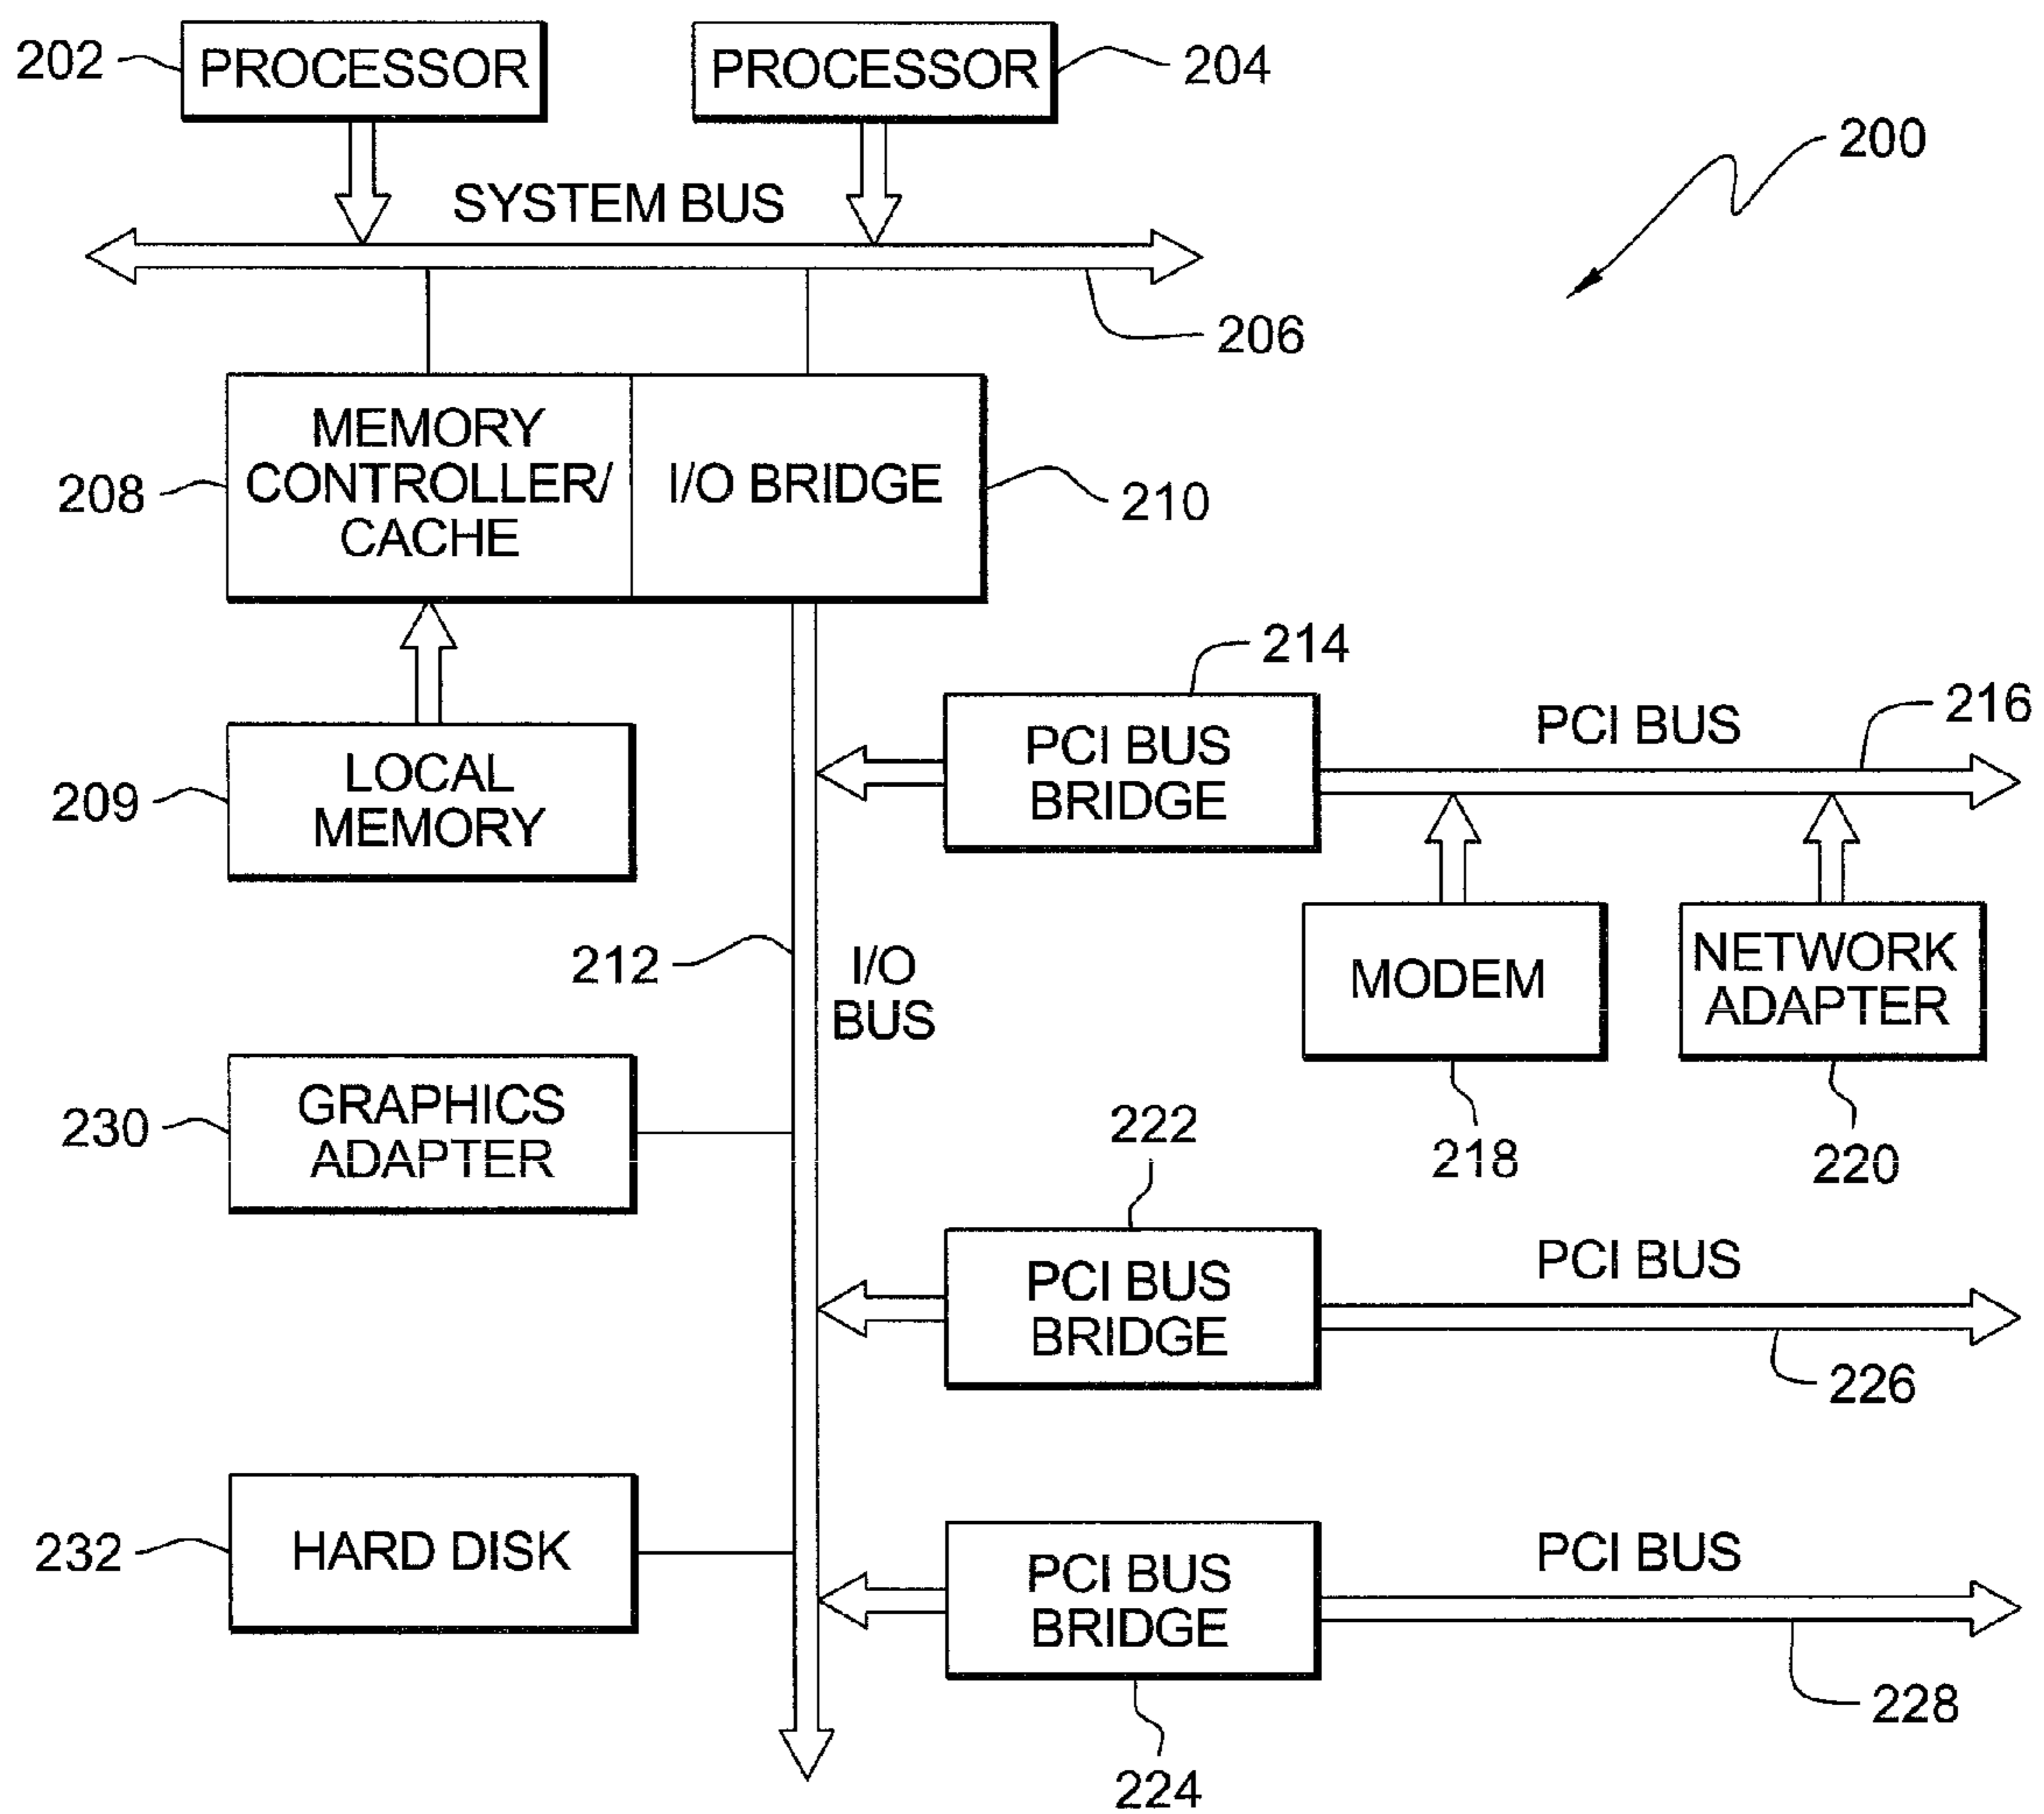 202
PROCESSOR
PROCESSOR
204
200
SYSTEM BUS
206
MEMORY
CONTROLLER/
CACHE
208
I/O BRIDGE
210
214
PCI BUS
BRIDGE
PCI BUS
216
LOCAL
MEMORY
209
212
I/O
BUS
MODEM
NETWORK
ADAPTER
218
220
GRAPHICS
ADAPTER
230
222
PCI BUS
BRIDGE
PCI BUS
226
232
HARD DISK
PCI BUS
BRIDGE
PCI BUS
228
224